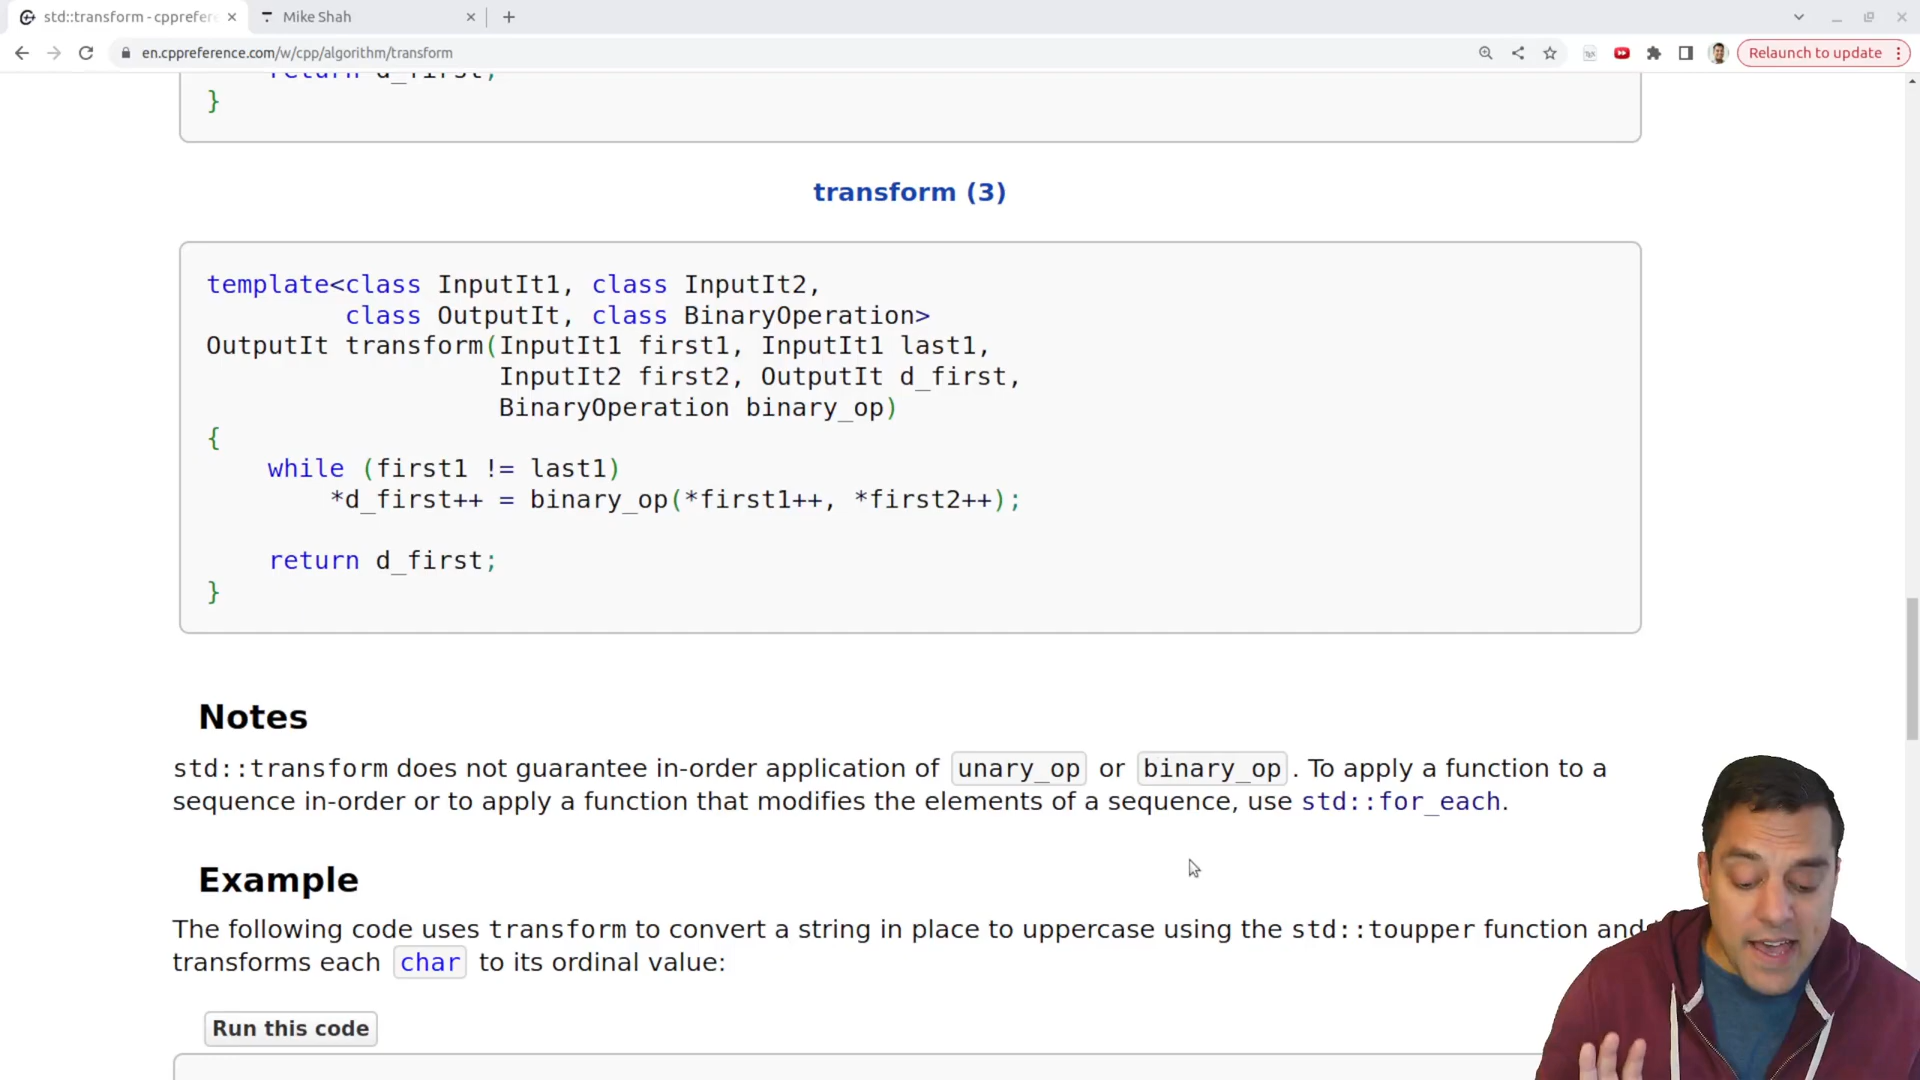 std::transform - cpprefere
Mike Shah
en.cppreference.com/w/cpp/algorithm/transform
Relaunch to update
return d_first;
}
transform (3)
template<class InputIt1, class InputIt2,
class OutputIt, class BinaryOperation>
OutputIt transform(InputIt1 first1, InputIt1 last1,
InputIt2 first2, OutputIt d_first,
BinaryOperation binary_op)
{
while (first1 != last1)
*d_first++ = binary_op(*first1++, *first2++);
return d_first;
}
Notes
std::transform does not guarantee in-order application of unary_op or binary_op. To apply a function to a
sequence in-order or to apply a function that modifies the elements of a sequence, use std::for_each.
Example
The following code uses transform to convert a string in place to uppercase using the std::toupper function and
transforms each char to its ordinal value:
Run this code